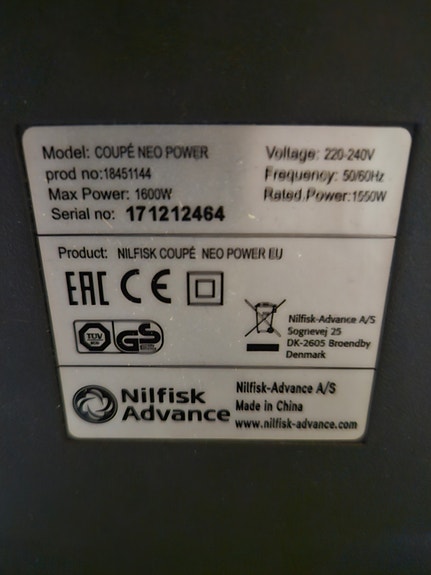 Model: COUPÉ NEO POWER
Voltage: 220-240V
prod no:18451144
Frequency: 50/60Hz
Max Power: 1600W
Rated Power:1550W
Serial no: 171212464
Product: NILFISK COUPÉ NEO POWER EU
EAC CE
TÜV GS
Nilfisk-Advance A/S
Sognevej 25
DK-2605 Broendby
Denmark
Nilfisk
Advance
Nilfisk-Advance A/S
Made in China
www.nilfisk-advance.com